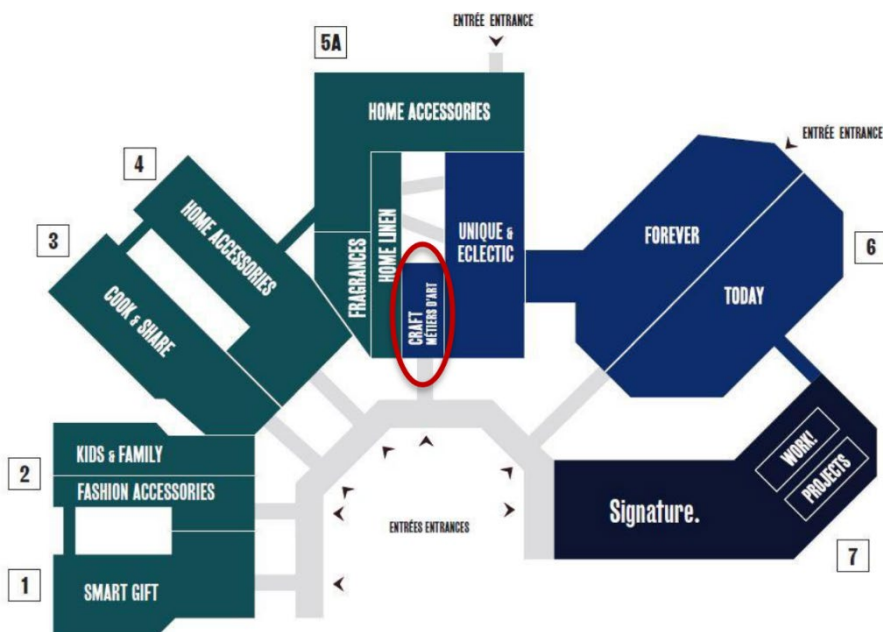 ENTRÉE ENTRANCE
5A
HOME ACCESSORIES
ENTRÉE ENTRANCE
4
HOME ACCESSORIES
3
COOK & SHARE
FRAGRANCES
HOME LINEN
CRAFT
MÉTIERS D'ART
UNIQUE &
ECLECTIC
FOREVER
TODAY
6
2
KIDS & FAMILY
FASHION ACCESSORIES
1
SMART GIFT
ENTRÉES ENTRANCES
Signature.
WORK!
PROJECTS
7